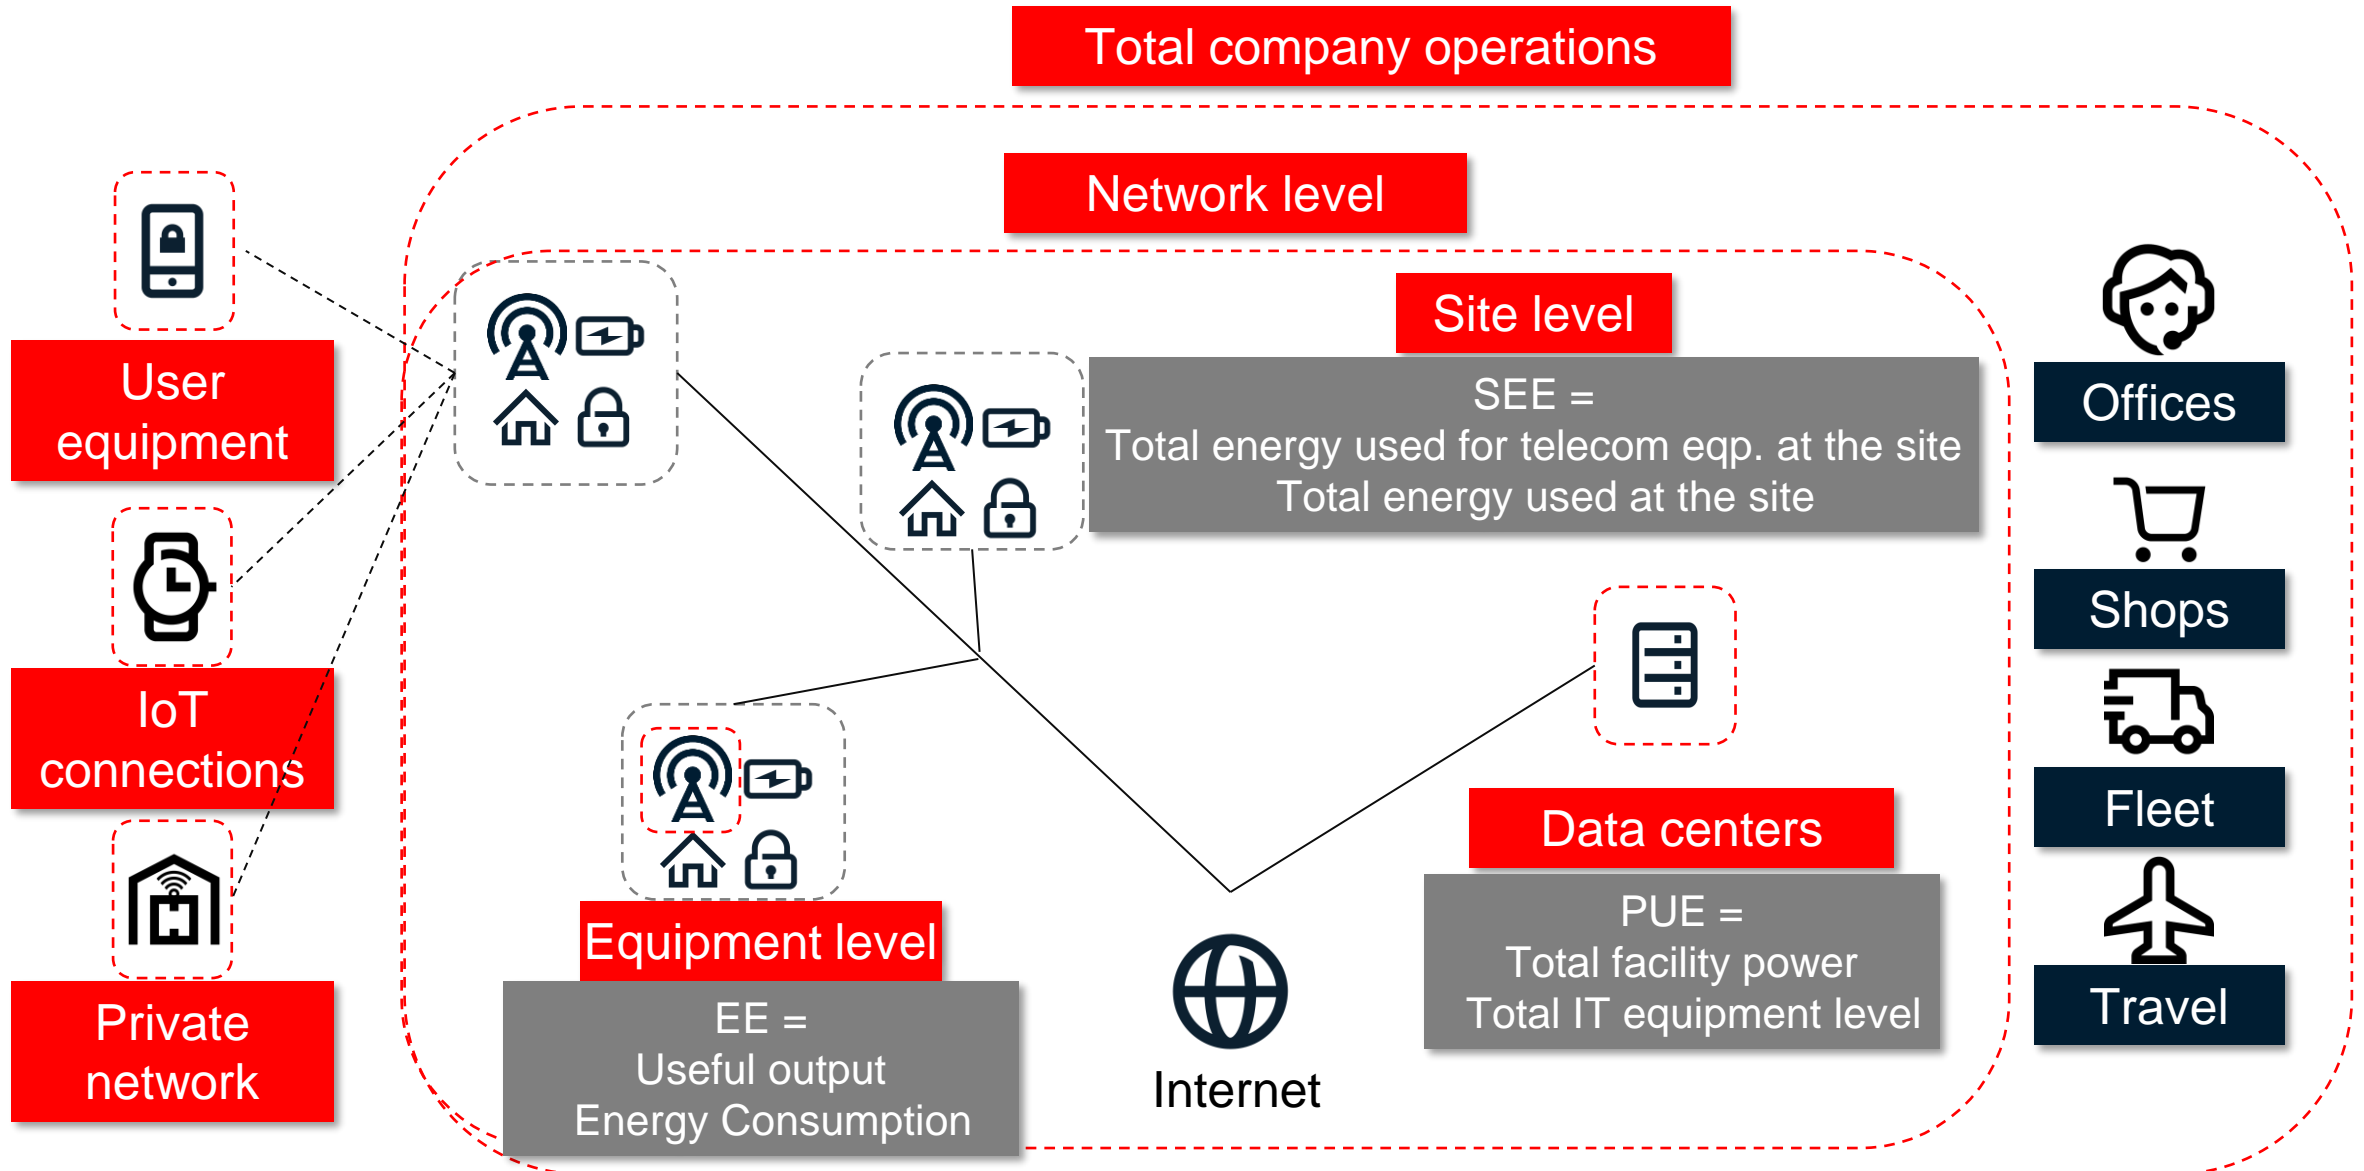 Total company operations
Network level
Site level
SEE =
Total energy used for telecom eqp. at the site
Total energy used at the site
User
equipment
IoT
connections
Private
network
Equipment level
EE =
Useful output
Energy Consumption
Internet
Data centers
PUE =
Total facility power
Total IT equipment level
Offices
Shops
Fleet
Travel